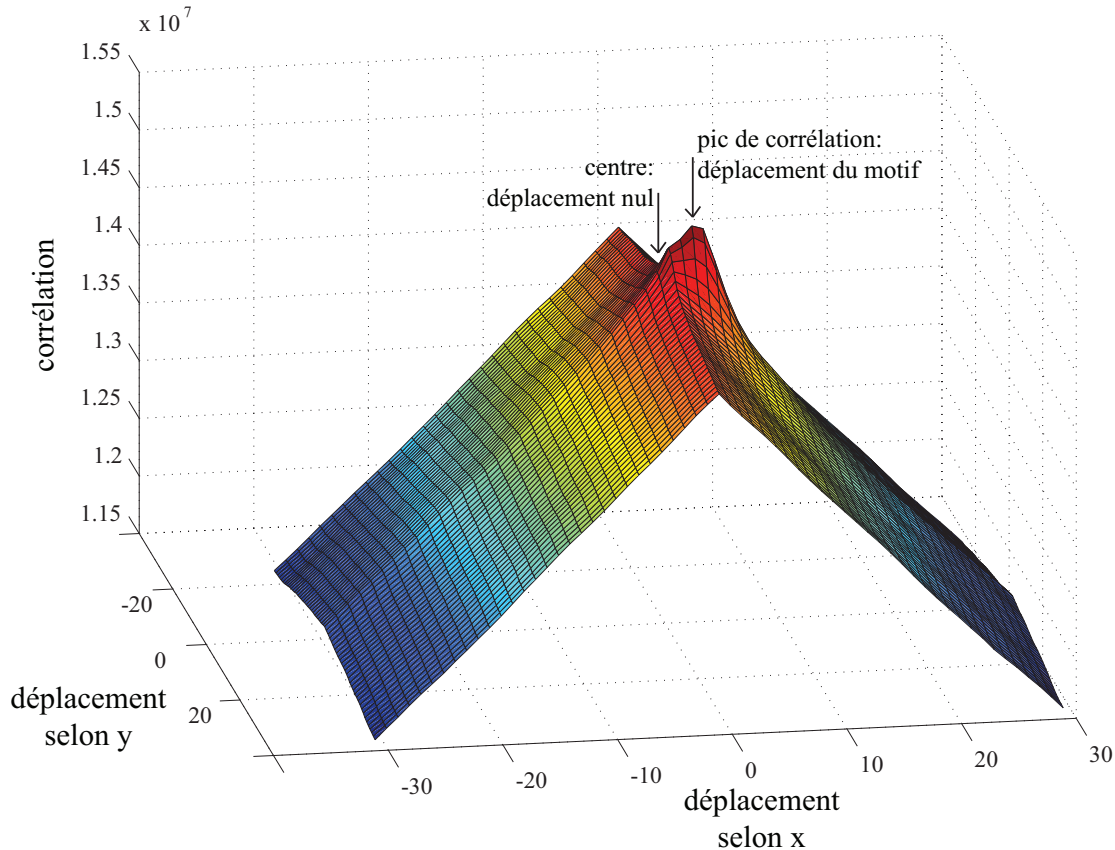 x 10^7
1.55
1.5
1.45
1.4
1.35
1.3
1.25
1.2
1.15
corrélation
pic de corrélation:
déplacement du motif
centre:
déplacement nul
-20
0
20
déplacement
selon y
-30
-20
-10
0
10
20
30
déplacement
selon x